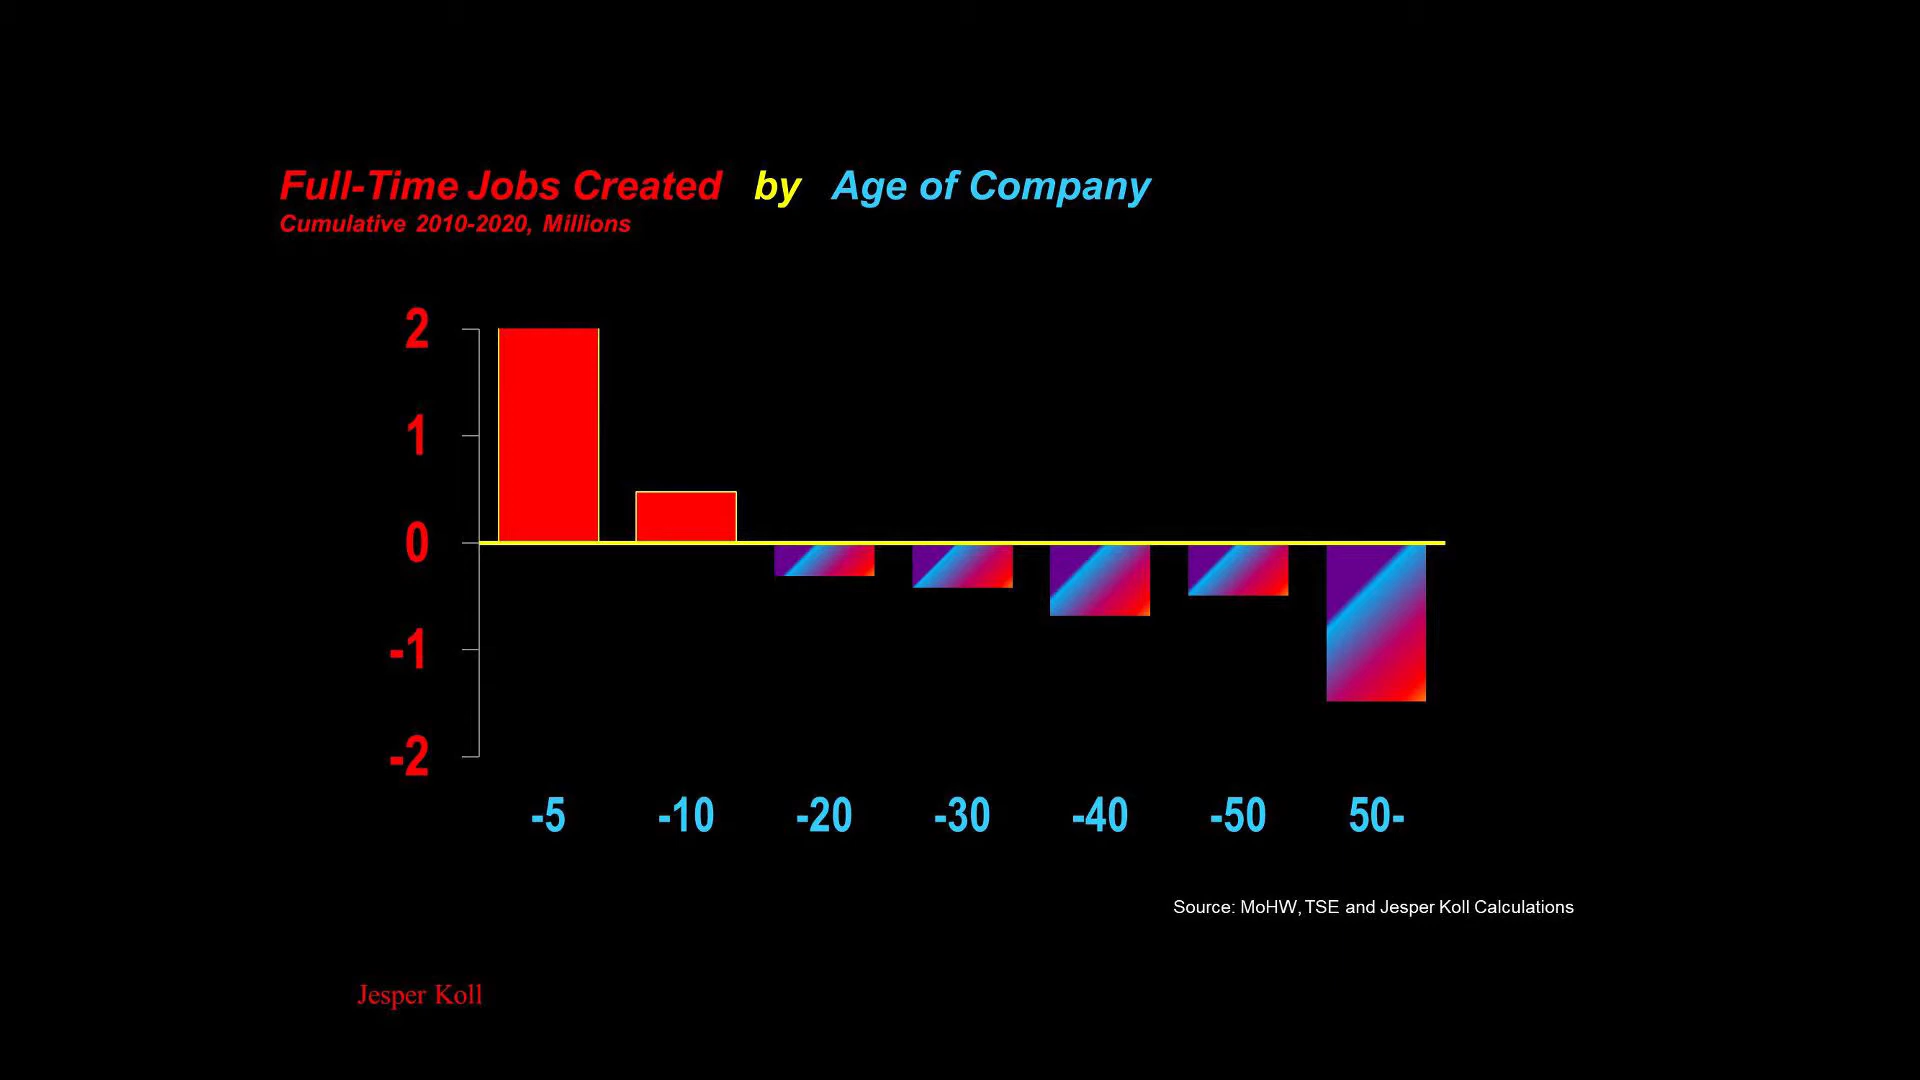 Full-Time Jobs Created by Age of Company
Cumulative 2010-2020, Millions
2
1
0
-1
-2
-5 -10 -20 -30 -40 -50 50-
Source: MoHW, TSE and Jesper Koll Calculations
Jesper Koll